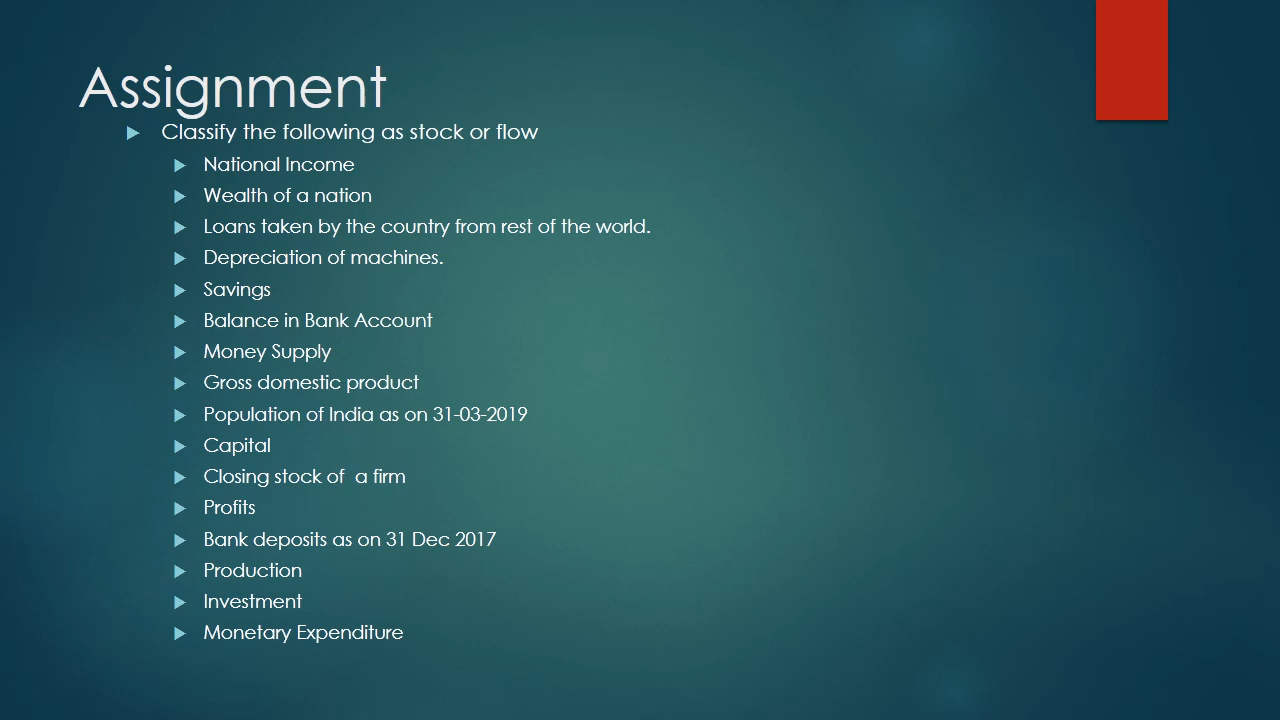 Assignment
Classify the following as stock or flow
National Income
Wealth of a nation
Loans taken by the country from rest of the world.
Depreciation of machines.
Savings
Balance in Bank Account
Money Supply
Gross domestic product
Population of India as on 31-03-2019
Capital
Closing stock of  a firm
Profits
Bank deposits as on 31 Dec 2017
Production
Investment
Monetary Expenditure